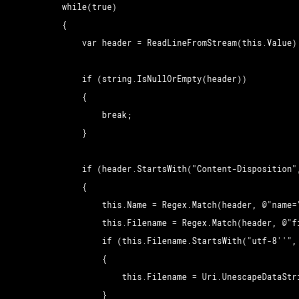 while(true)
{
var header = ReadLineFromStream(this.Value)
if (string.IsNullOrEmpty(header))
{
break;
}
if (header.StartsWith("Content-Disposition",
{
this.Name = Regex.Match(header, @"name="
this.Filename = Regex.Match(header, @"fi
if (this.Filename.StartsWith("utf-8''",
{
this.Filename = Uri.UnescapeDataStri
}